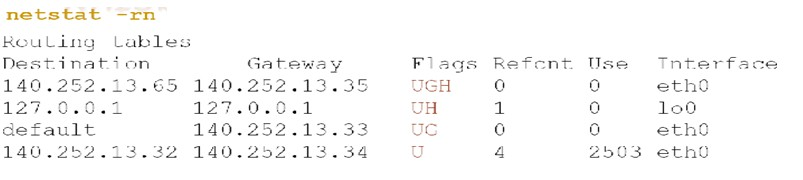 netstat -rn
Routing tables
Destination Gateway Flags Refcnt Use Interface
140.252.13.65 140.252.13.35 UGH 0 0 eth0
127.0.0.1 127.0.0.1 UH 1 0 lo0
default 140.252.13.33 UG 0 0 eth0
140.252.13.32 140.252.13.34 U 4 2503 eth0